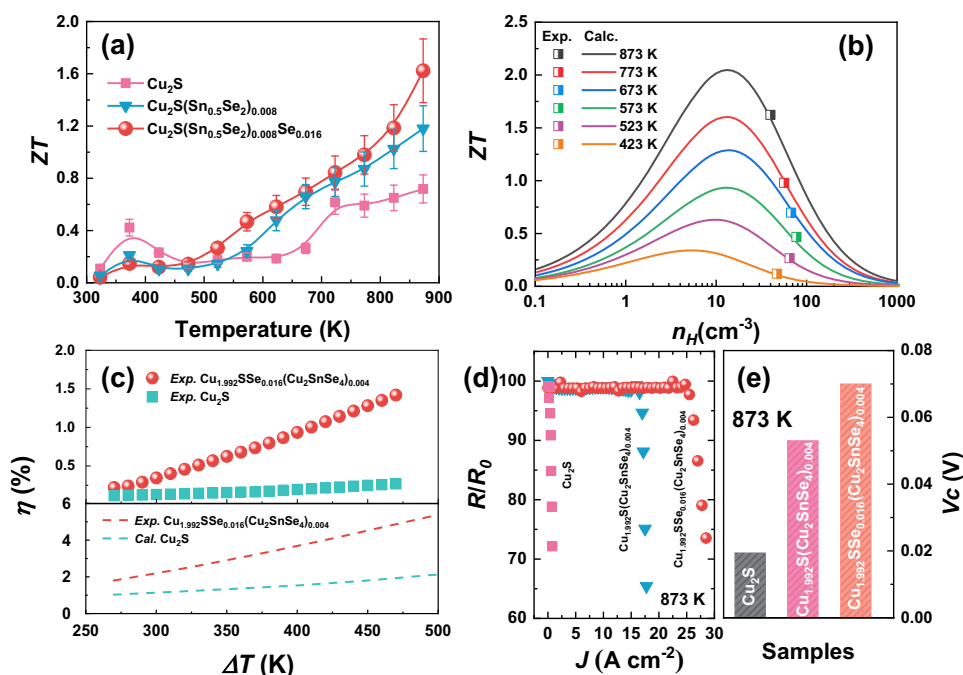 (a)
2.0
1.6
1.2
0.8
0.4
0.0
ZT
Cu₂S
Cu₂S(Sn₀.₅Se₂)₀.₀₀₈
Cu₂S(Sn₀.₅Se₂)₀.₀₀₈Se₀.₀₁₆
300 400 500 600 700 800 900
Temperature (K)
(b)
2.5
2.0
1.5
1.0
0.5
0.0
ZT
Exp. Calc.
873 K
773 K
673 K
573 K
523 K
423 K
0.1 1 10 100 1000
n_H(cm⁻³)
(c)
2.0
1.5
1.0
0.5
6
4
2
0
η (%)
Exp. Cu₁.₉₉₂SSe₀.₀₁₆(Cu₂SnSe₄)₀.₀₀₄
Exp. Cu₂S
Exp. Cu₁.₉₉₂SSe₀.₀₁₆(Cu₂SnSe₄)₀.₀₀₄
Cal. Cu₂S
250 300 350 400 450 500
ΔT (K)
(d)
100
95
90
85
80
75
70
65
60
R/R₀
Cu₂S
Cu₁.₉₉₂S(Cu₂SnSe₄)₀.₀₀₄
Cu₁.₉₉₂SSe₀.₀₁₆(Cu₂SnSe₄)₀.₀₀₄
873 K
0 5 10 15 20 25 30
J (A cm⁻²)
(e)
873 K
Cu₂S
Cu₁.₉₉₂S(Cu₂SnSe₄)₀.₀₀₄
Cu₁.₉₉₂SSe₀.₀₁₆(Cu₂SnSe₄)₀.₀₀₄
0.08
0.06
0.04
0.02
0.00
Vc (V)
Samples